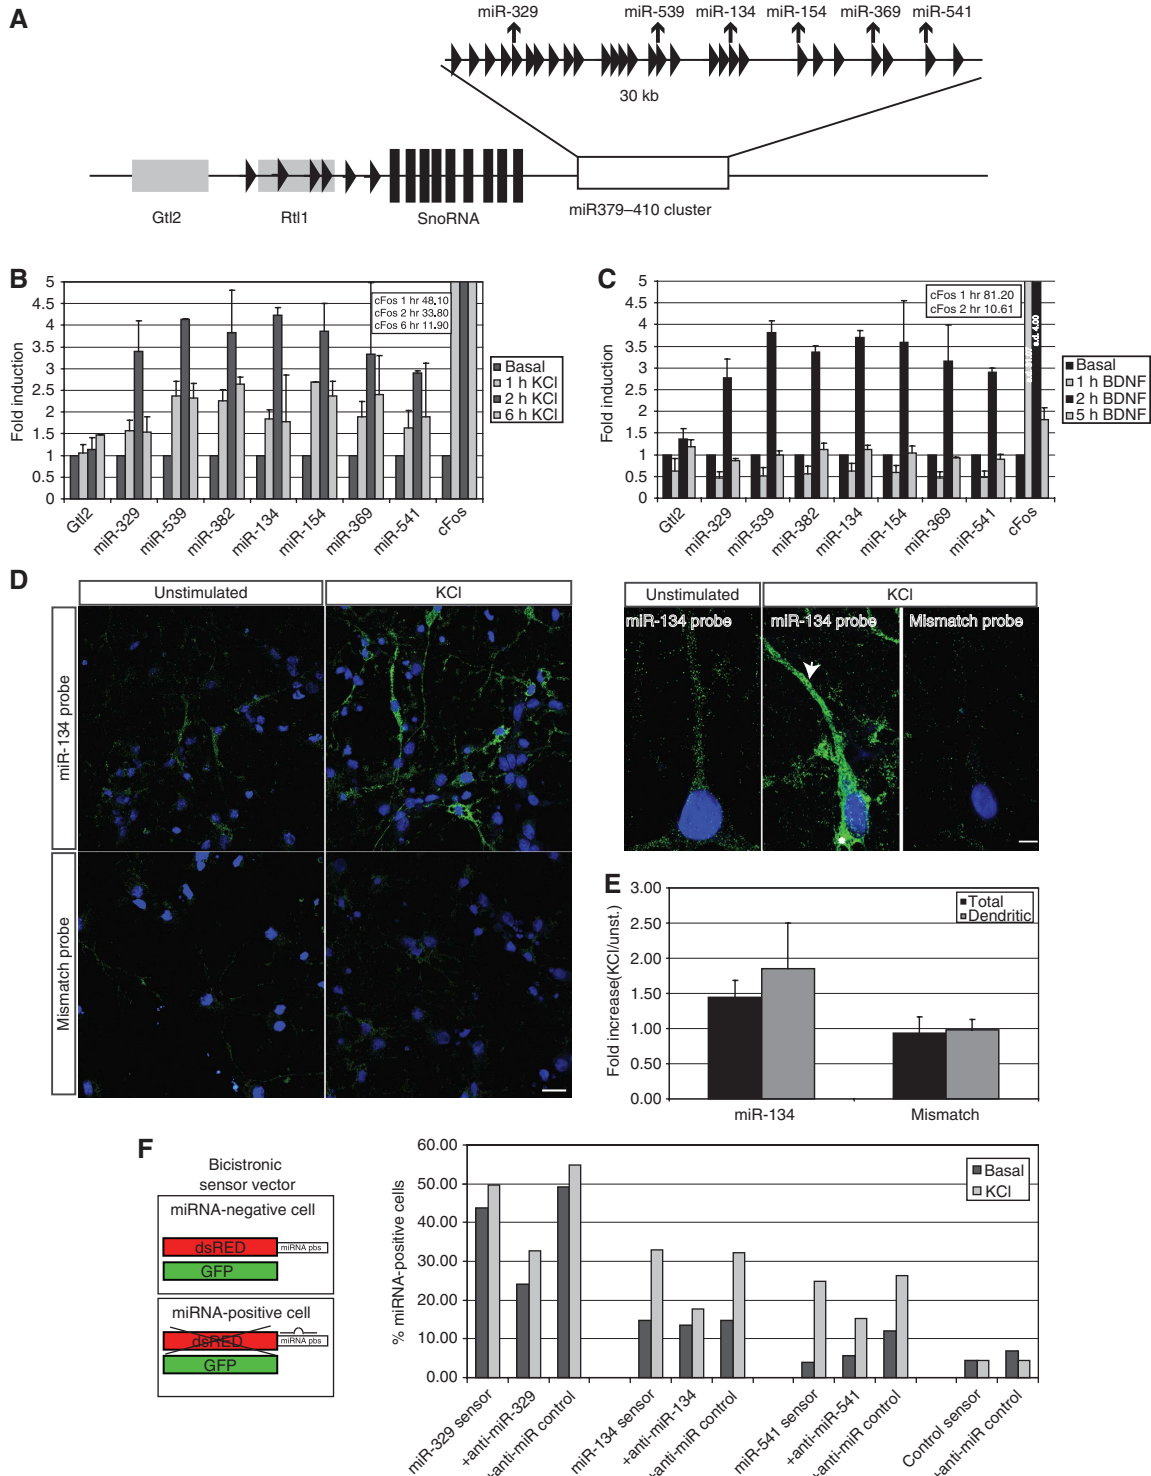 A
miR-329
miR-539
miR-134
miR-154
miR-369
miR-541
30 kb
Gtl2
Rtl1
SnoRNA
miR379–410 cluster
B
Fold induction
5
4.5
4
3.5
3
2.5
2
1.5
1
0.5
0
cFos 1 hr 48.10
cFos 2 hr 33.80
cFos 6 hr 11.90
Basal
1 h KCl
2 h KCl
6 h KCl
Gtl2
miR-329
miR-539
miR-382
miR-134
miR-154
miR-369
miR-541
cFos
C
Fold induction
5
4.5
4
3.5
3
2.5
2
1.5
1
0.5
0
cFos 1 hr 81.20
cFos 2 hr 10.61
s.d. 4.00
Basal
1 h BDNF
2 h BDNF
5 h BDNF
Gtl2
miR-329
miR-539
miR-382
miR-134
miR-154
miR-369
miR-541
cFos
D
Unstimulated
KCl
miR-134 probe
Mismatch probe
Unstimulated
KCl
miR-134 probe
miR-134 probe
Mismatch probe
E
Fold increase(KCl/unst.)
3.00
2.50
2.00
1.50
1.00
0.50
0.00
Total
Dendritic
miR-134
Mismatch
F
Bicistronic
sensor vector
miRNA-negative cell
dsRED
miRNA pbs
GFP
miRNA-positive cell
dsRED
miRNA pbs
GFP
% miRNA-positive cells
60.00
50.00
40.00
30.00
20.00
10.00
0.00
Basal
KCl
miR-329 sensor
+anti-miR-329
+anti-miR control
miR-134 sensor
+anti-miR-134
+anti-miR control
miR-541 sensor
+anti-miR-541
+anti-miR control
Control sensor
+anti-miR control